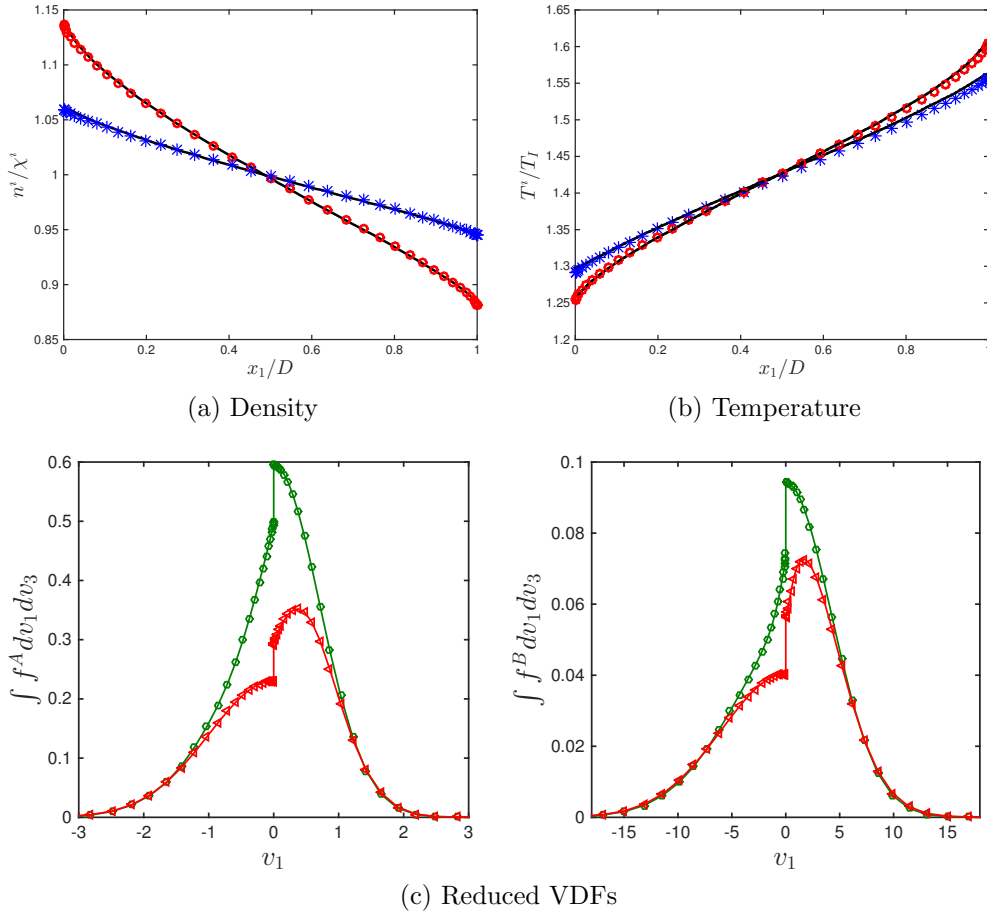 1.15
1.1
1.05
1
0.95
0.9
0.85
n^ı/χ^ı
0 0.2 0.4 0.6 0.8 1
x₁/D
(a) Density
1.65
1.6
1.55
1.5
1.45
1.4
1.35
1.3
1.25
1.2
T^ı/T_I
0 0.2 0.4 0.6 0.8 1
x₁/D
(b) Temperature
0.6
0.5
0.4
0.3
0.2
0.1
0
∫ f^A dv₁dv₃
-3 -2 -1 0 1 2 3
v₁
0.1
0.08
0.06
0.04
0.02
0
∫ f^B dv₁dv₃
-15 -10 -5 0 5 10 15
v₁
(c) Reduced VDFs